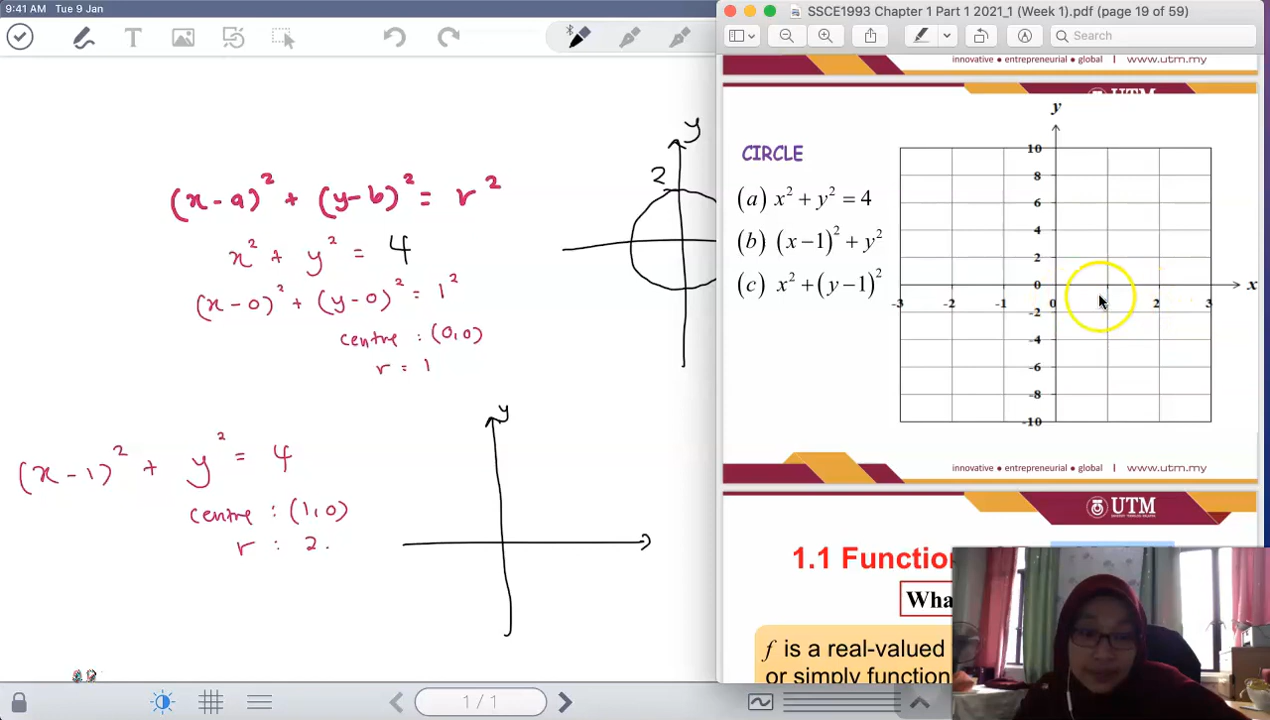 9:41 AM Tue 9 Jan
(x-a)² + (y-b)² = r²
x² + y² = 4
(x-0)² + (y-0)² = 1²
centre : (0,0)
r = 1
y
2
(x-1)² + y² = 4
centre : (1,0)
r : 2.
y
1 / 1
SSCE1993 Chapter 1 Part 1 2021_1 (Week 1).pdf (page 19 of 59)
Search
innovative ● entrepreneurial ● global | www.utm.my
UTM
CIRCLE
(a) x² + y² = 4
(b) (x−1)² + y²
(c) x² + (y−1)²
y
10
8
6
4
2
0
x
-3 -2 -1 0 2 3
-2
-4
-6
-8
-10
innovative ● entrepreneurial ● global | www.utm.my
UTM
1.1 Function
Wha
f is a real-valued
or simply function